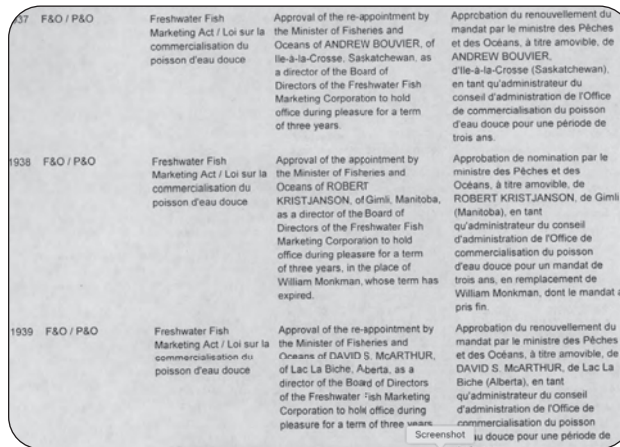 37
F&O / P&O
Freshwater Fish
Marketing Act / Loi sur la
commercialisation du
poisson d'eau douce
Approval of the re-appointment by
the Minister of Fisheries and
Oceans of ANDREW BOUVIER, of
Ile-à-la-Crosse, Saskatchewan, as
a director of the Board of
Directors of the Freshwater Fish
Marketing Corporation to hold
office during pleasure for a term
of three years.
Approbation du renouvellement du
mandat par le ministre des Pêches
et des Océans, à titre amovible, de
ANDREW BOUVIER,
d'Ile-à-la-Crosse (Saskatchewan),
en tant qu'administrateur du
conseil d'administration de l'Office
de commercialisation du poisson
d'eau douce pour une période de
trois ans.
1938
F&O / P&O
Freshwater Fish
Marketing Act / Loi sur la
commercialisation du
poisson d'eau douce
Approval of the appointment by
the Minister of Fisheries and
Oceans of ROBERT
KRISTJANSON, of Gimli, Manitoba,
as a director of the Board of
Directors of the Freshwater Fish
Marketing Corporation to hold
office during pleasure for a term
of three years, in the place of
William Monkman, whose term has
expired.
Approbation de nomination par le
ministre des Pêches et des
Océans, à titre amovible, de
ROBERT KRISTJANSON, de Gimli
(Manitoba), en tant
qu'administrateur du conseil
d'administration de l'Office de
commercialisation du poisson
d'eau douce pour un mandat de
trois ans, en remplacement de
William Monkman, dont le mandat a
pris fin.
1939
F&O / P&O
Freshwater Fish
Marketing Act / Loi sur la
commercialisation du
poisson d'eau douce
Approval of the re-appointment by
the Minister of Fisheries and
Oceans of DAVID S. McARTHUR,
of Lac La Biche, Aberta, as a
director of the Board of Directors
of the Freshwater Fish Marketing
Corporation to hold office during
pleasure for a term of three years
Approbation du renouvellement du
mandat par le ministre des Pêches
et des Océans, à titre amovible, de
DAVID S. McARTHUR, de Lac La
Biche (Alberta), en tant
qu'administrateur du conseil
d'administration de l'Office de
commercialisation du poisson
au douce pour une période de
Screenshot